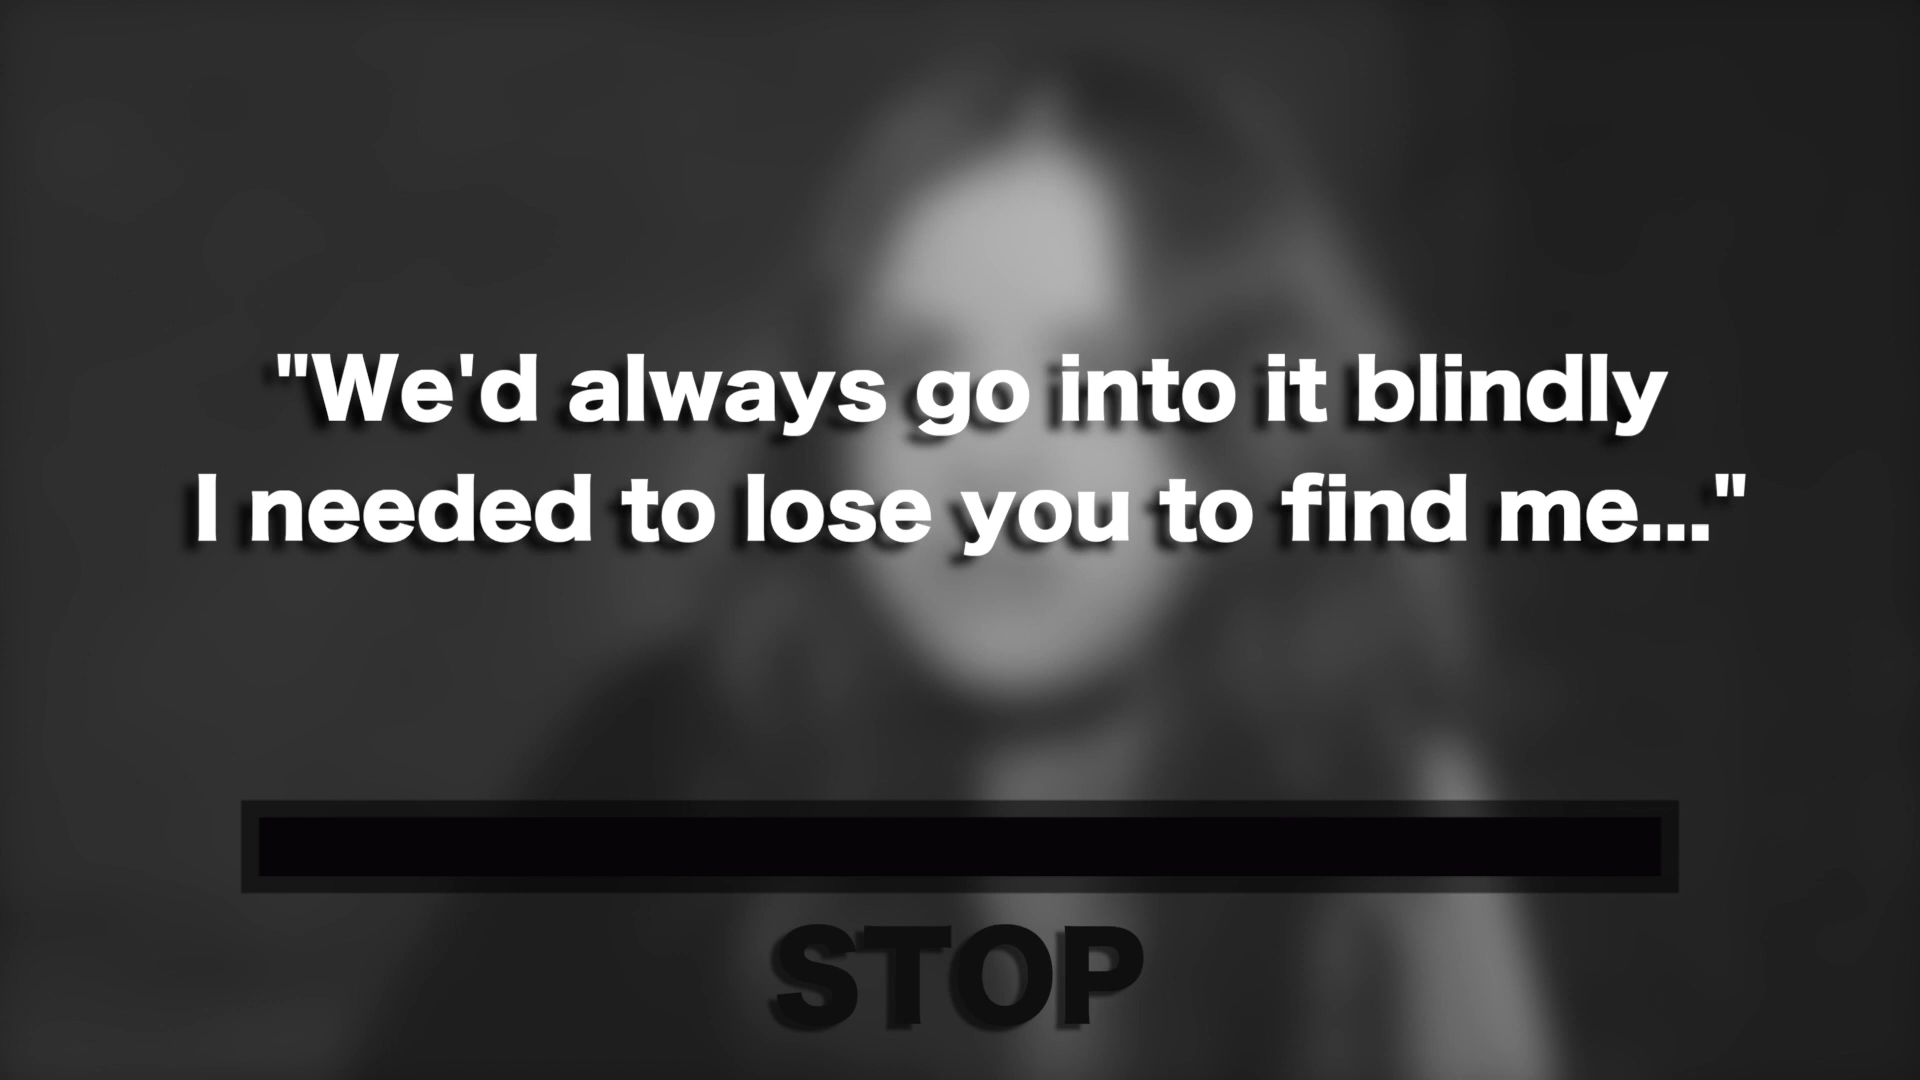 "We'd always go into it blindly
I needed to lose you to find me..."
STOP